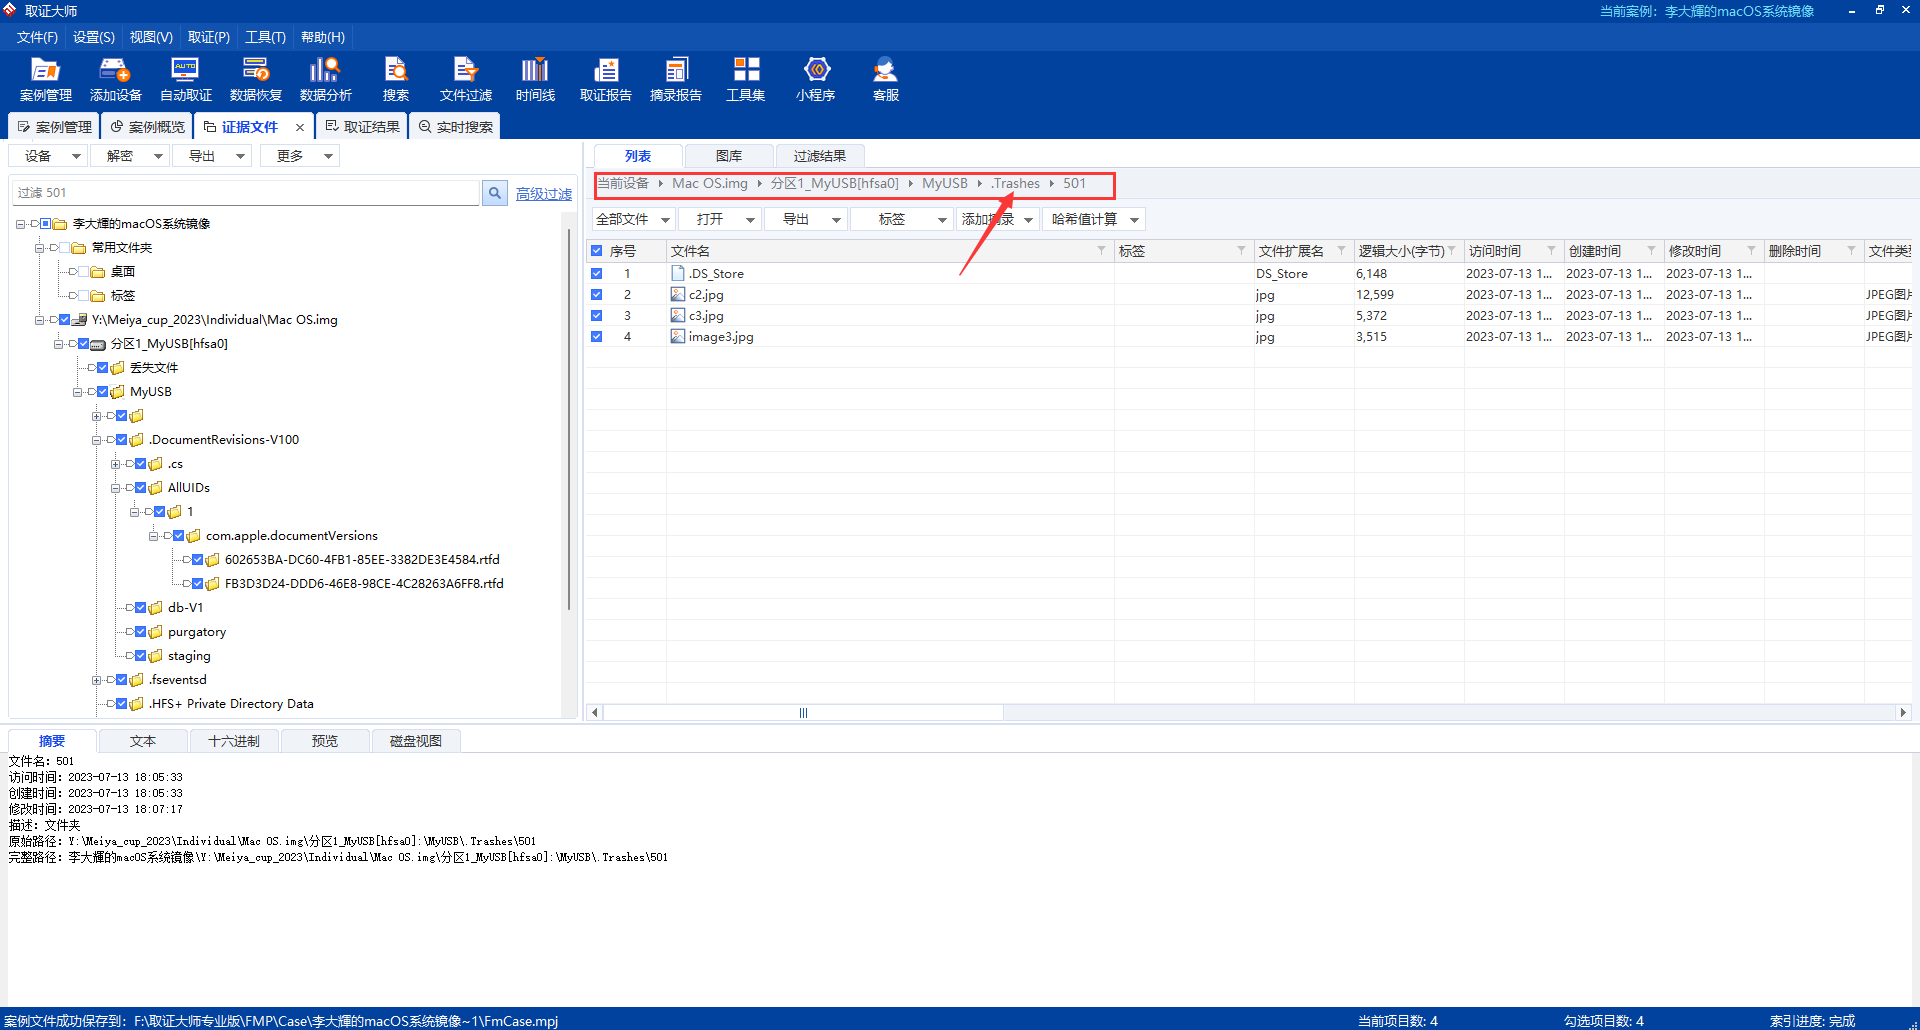 取证大师
当前案例：李大輝的macOS系统镜像
文件(F) 设置(S) 视图(V) 取证(P) 工具(T) 帮助(H)
案例管理 添加设备 自动取证 数据恢复 数据分析 搜索 文件过滤 时间线 取证报告 摘录报告 工具集 小程序 客服
案例管理 案例概览 证据文件 × 取证结果 实时搜索
设备 解密 导出 更多
过滤 501
高级过滤
李大輝的macOS系统镜像
常用文件夹
桌面
标签
Y:\Meiya_cup_2023\Individual\Mac OS.img
分区1_MyUSB[hfsa0]
丢失文件
MyUSB
.DocumentRevisions-V100
.cs
AllUIDs
1
com.apple.documentVersions
602653BA-DC60-4FB1-85EE-3382DE3E4584.rtfd
FB3D3D24-DDD6-46E8-98CE-4C28263A6FF8.rtfd
db-V1
purgatory
staging
.fseventsd
.HFS+ Private Directory Data
列表 图库 过滤结果
当前设备 Mac OS.img 分区1_MyUSB[hfsa0] MyUSB .Trashes 501
全部文件 打开 导出 标签 添加摘录 哈希值计算
序号 文件名 标签 文件扩展名 逻辑大小(字节) 访问时间 创建时间 修改时间 删除时间 文件类型
1 .DS_Store DS_Store 6,148 2023-07-13 1... 2023-07-13 1... 2023-07-13 1...
2 c2.jpg jpg 12,599 2023-07-13 1... 2023-07-13 1... 2023-07-13 1... JPEG图片
3 c3.jpg jpg 5,372 2023-07-13 1... 2023-07-13 1... 2023-07-13 1... JPEG图片
4 image3.jpg jpg 3,515 2023-07-13 1... 2023-07-13 1... 2023-07-13 1... JPEG图片
摘要 文本 十六进制 预览 磁盘视图
文件名：501
访问时间：2023-07-13 18:05:33
创建时间：2023-07-13 18:05:33
修改时间：2023-07-13 18:07:17
描述：文件夹
原始路径：Y:\Meiya_cup_2023\Individual\Mac OS.img\分区1_MyUSB[hfsa0]:\MyUSB\.Trashes\501
完整路径：李大輝的macOS系统镜像\Y:\Meiya_cup_2023\Individual\Mac OS.img\分区1_MyUSB[hfsa0]:\MyUSB\.Trashes\501
案例文件成功保存到：F:\取证大师专业版\FMP\Case\李大輝的macOS系统镜像~1\FmCase.mpj
当前项目数: 4 勾选项目数: 4 索引进度: 完成